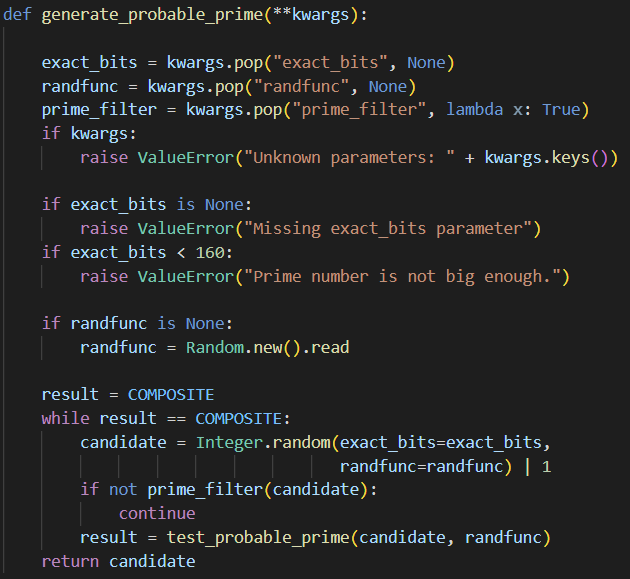 def generate_probable_prime(**kwargs):
    exact_bits = kwargs.pop("exact_bits", None)
    randfunc = kwargs.pop("randfunc", None)
    prime_filter = kwargs.pop("prime_filter", lambda x: True)
    if kwargs:
        raise ValueError("Unknown parameters: " + kwargs.keys())
    if exact_bits is None:
        raise ValueError("Missing exact_bits parameter")
    if exact_bits < 160:
        raise ValueError("Prime number is not big enough.")
    if randfunc is None:
        randfunc = Random.new().read
    result = COMPOSITE
    while result == COMPOSITE:
        candidate = Integer.random(exact_bits=exact_bits,
                                   randfunc=randfunc) | 1
        if not prime_filter(candidate):
            continue
        result = test_probable_prime(candidate, randfunc)
    return candidate